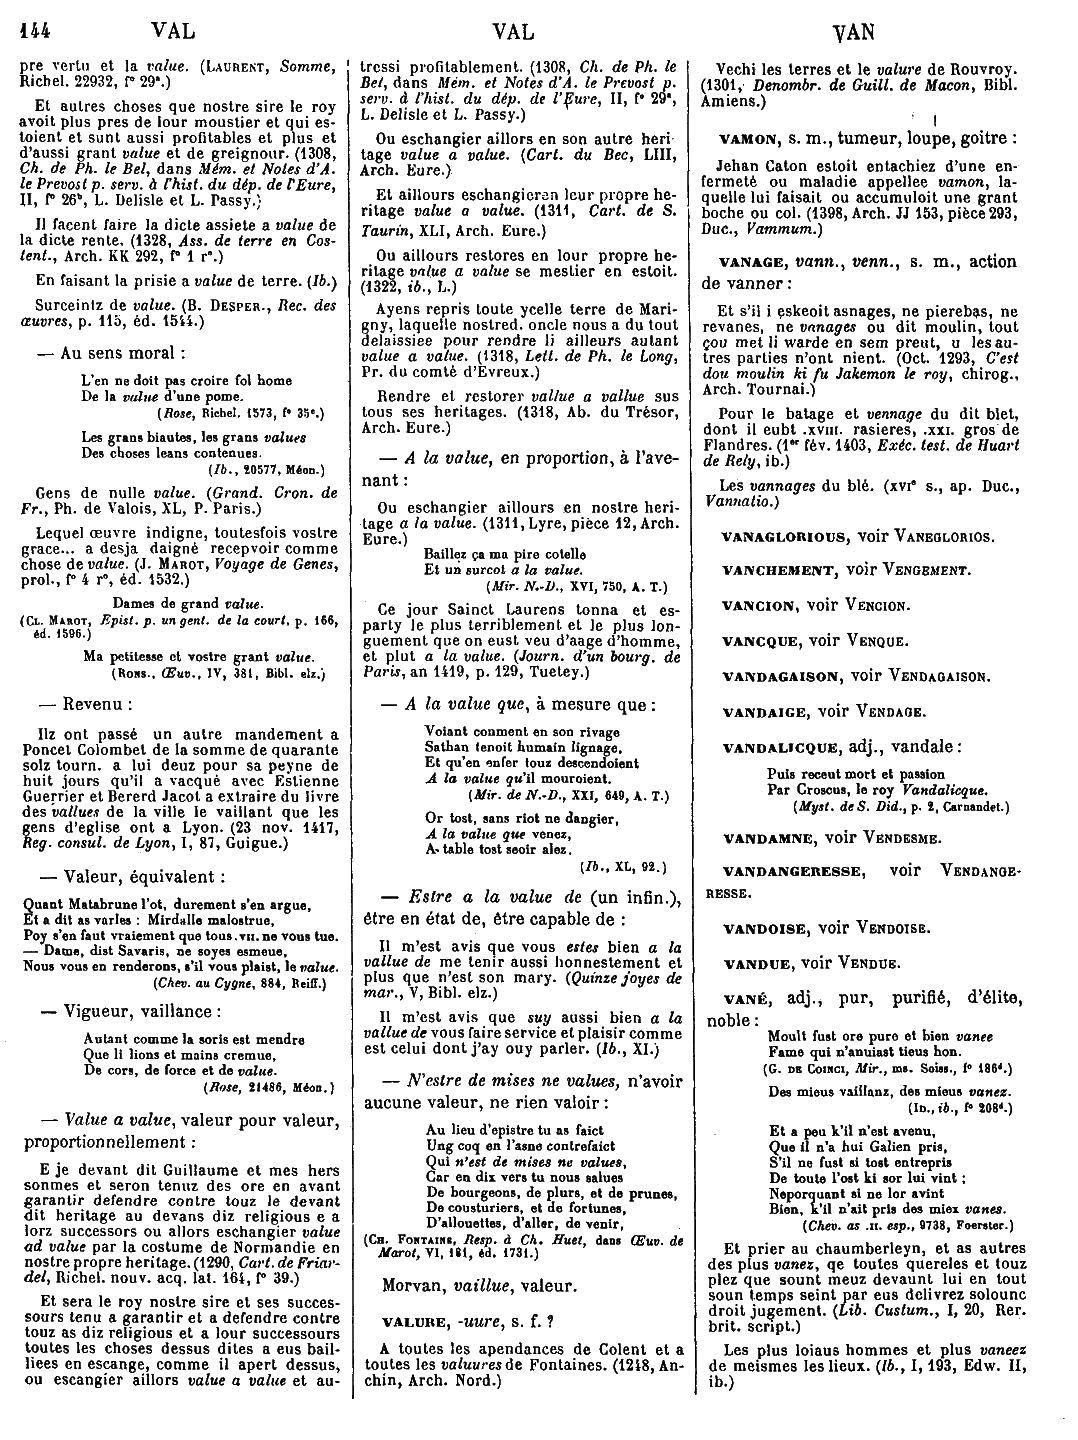 144 VAL VAL VAN
pre vertu et la value. (LAURENT, Somme,
Richel. 22932, f° 29ª.)
Et autres choses que nostre sire le roy
avoit plus pres de lour moustier et qui es-
toient et sunt aussi profitables et plus et
d'aussi grant value et de greignour. (1308,
Ch. de Ph. le Bel, dans Mém. et Notes d'A.
le Prevost p. serv. à l'hist. du dép. de l'Eure,
II, f° 26ᵇ, L. Delisle et L. Passy.)
Il facent faire la dicte assiete a value de
la dicte rente. (1328, Ass. de terre en Cos-
tent., Arch. KK 292, f° 1 r°.)
En faisant la prisie a value de terre. (Ib.)
Surceintz de value. (B. DESPER., Rec. des
œuvres, p. 115, éd. 1544.)
— Au sens moral :
L'en ne doit pas croire fol home
De la value d'une pome.
(Rose, Richel. 1573, f° 35ª.)
Les grans biautes, les grans values
Des choses leans contenues.
(Ib., 20577, Méon.)
Gens de nulle value. (Grand. Cron. de
Fr., Ph. de Valois, XL, P. Paris.)
Lequel œuvre indigne, toutesfois vostre
grace... a desja daigné recepvoir comme
chose de value. (J. MAROT, Voyage de Genes,
prol., f° 4 r°, éd. 1532.)
Dames de grand value.
(CL. MAROT, Epist. p. un gent. de la court, p. 166,
éd. 1596.)
Ma petitesse et vostre grant value.
(RONS., Œuv., IV, 381, Bibl. elz.)
— Revenu :
Ilz ont passé un autre mandement a
Poncet Colombet de la somme de quarante
solz tourn. a lui deuz pour sa peyne de
huit jours qu'il a vacqué avec Estienne
Guerrier et Bererd Jacot a extraire du livre
des vallues de la ville le vaillant que les
gens d'eglise ont a Lyon. (23 nov. 1417,
Reg. consul. de Lyon, I, 87, Guigue.)
— Valeur, équivalent :
Quant Matabrune l'ot, durement s'en argue,
Et a dit as varles : Mirdalle malostrue,
Poy s'en faut vraiement que tous .VII. ne vous tue.
— Dame, dist Savaris, ne soyes esmeue,
Nous vous en renderons, s'il vous plaist, le value.
(Chev. au Cygne, 884, Reiff.)
— Vigueur, vaillance :
Autant comme la soris est mendre
Que li lions et mains cremue,
De cors, de force et de value.
(Rose, 21486, Méon.)
— Value a value, valeur pour valeur,
proportionnellement :
E je devant dit Guillaume et mes hers
sonmes et seron tenuz des ore en avant
garantir defendre contre touz le devant
dit heritage au devans diz religious e a
lorz successors ou allors eschangier value
ad value par la costume de Normandie en
nostre propre heritage. (1290, Cart. de Friar-
del, Richel. nouv. acq. lat. 164, f° 39.)
Et sera le roy nostre sire et ses succes-
sours tenu a garantir et a defendre contre
touz as diz religious et a lour successours
toutes les choses dessus dites a eus bail-
liees en escange, comme il apert dessus,
ou escangier aillors value a value et au-
tressi profitablement. (1308, Ch. de Ph. le
Bel, dans Mém. et Notes d'A. le Prevost p.
serv. à l'hist. du dép. de l'Eure, II, f° 29ª,
L. Delisle et L. Passy.)
Ou eschangier aillors en son autre heri-
tage value a value. (Cart. du Bec, LIII,
Arch. Eure.)
Et aillours eschangieran leur propre he-
ritage value a value. (1311, Cart. de S.
Taurin, XLI, Arch. Eure.)
Ou aillours restores en lour propre he-
ritage value a value se mestier en estoit.
(1322, ib., L.)
Ayens repris toute ycelle terre de Mari-
gny, laquelle nostred. oncle nous a du tout
delaissiee pour rendre li ailleurs autant
value a value. (1318, Lett. de Ph. le Long,
Pr. du comté d'Evreux.)
Rendre et restorer vallue a vallue sus
tous ses heritages. (1318, Ab. du Trésor,
Arch. Eure.)
— A la value, en proportion, à l'ave-
nant :
Ou eschangier ailours en nostre heri-
tage a la value. (1311, Lyre, pièce 12, Arch.
Eure.)
Baillez ça ma pire cotelle
Et un surcot a la value.
(Mir. N.-D., XVI, 750, A. T.)
Ce jour Sainct Laurens tonna et es-
party le plus terriblement et le plus lon-
guement que on eust veu d'aage d'homme,
et plut a la value. (Journ. d'un bourg. de
Paris, an 1419, p. 129, Tuetey.)
— A la value que, à mesure que :
Voiant conment en son rivage
Sathan tenoit humain lignage,
Et qu'en enfer touz descendoient
A la value qu'il mouroient.
(Mir. de N.-D., XXI, 649, A. T.)
Or tost, sans riot ne dangier,
A la value que venez,
A table tost seoir alez.
(Ib., XL, 92.)
— Estre a la value de (un infin.),
être en état de, être capable de :
Il m'est avis que vous estes bien a la
vallue de me tenir aussi honnestement et
plus que n'est son mary. (Quinze joyes de
mar., V, Bibl. elz.)
Il m'est avis que suy aussi bien a la
vallue de vous faire service et plaisir comme
est celui dont j'ay ouy parler. (Ib., XI.)
— N'estre de mises ne values, n'avoir
aucune valeur, ne rien valoir :
Au lieu d'epistre tu as faict
Ung coq en l'asne contrefaict
Qui n'est de mises ne values,
Car en dix vers tu nous salues
De bourgeons, de plurs, et de prunes,
De cousturiers, et de fortunes,
D'allouettes, d'aller, de venir,
(CH. FONTAINE, Resp. à Ch. Huet, dans Œuv. de
Marot, VI, 181, éd. 1731.)
Morvan, vaillue, valeur.
VALURE, -uure, s. f. ?
A toutes les apendances de Colent et a
toutes les valuures de Fontaines. (1248, An-
chin, Arch. Nord.)
Vechi les terres et le valure de Rouvroy.
(1301, Denombr. de Guill. de Macon, Bibl.
Amiens.)
VAMON, s. m., tumeur, loupe, goitre :
Jehan Caton estoit entachiez d'une en-
fermeté ou maladie appellee vamon, la-
quelle lui faisait ou accumuloit une grant
boche ou col. (1398, Arch. JJ 153, pièce 293,
Duc., Vammum.)
VANAGE, vann., venn., s. m., action
de vanner :
Et s'il i eskeoit asnages, ne pierebas, ne
revanes, ne vanages ou dit moulin, tout
çou met li warde en sem preut, u les au-
tres parties n'ont nient. (Oct. 1293, C'est
dou moulin ki fu Jakemon le roy, chirog.,
Arch. Tournai.)
Pour le batage et vennage du dit blet,
dont il eubt .XVIII. rasieres, .XXI. gros de
Flandres. (1ᵉʳ fév. 1403, Exéc. test. de Huart
de Rely, ib.)
Les vannages du blé. (XVIᵉ s., ap. Duc.,
Vannatio.)
VANAGLORIOUS, voir VANEGLORIOS.
VANCHEMENT, voir VENGEMENT.
VANCION, voir VENCION.
VANCQUE, voir VENQUE.
VANDAGAISON, voir VENDAGAISON.
VANDAIGE, voir VENDAGE.
VANDALICQUE, adj., vandale :
Puis receut mort et passion
Par Croscus, le roy Vandalicque.
(Myst. de S. Did., p. 2, Carnandet.)
VANDAMNE, voir VENDESME.
VANDANGERESSE, voir VENDANGE-
RESSE.
VANDOISE, voir VENDOISE.
VANDUE, voir VENDUE.
VANÉ, adj., pur, purifié, d'élite,
noble :
Moult fust ore pure et bien vanee
Fame qui n'anuiast tieus hon.
(G. DE COINCI, Mir., ms. Soiss., f° 186ᵈ.)
Des mieus vaillanz, des mieus vanez.
(ID., ib., f° 208ᵈ.)
Et a peu k'il n'est avenu,
Que il n'a hui Galien pris,
S'il ne fust si tost entrepris
De toute l'ost ki sor lui vint ;
Neporquant si ne lor avint
Bien, k'il n'ait pris des miex vanes.
(Chev. as .II. esp., 9738, Foerster.)
Et prier au chaumberleyn, et as autres
des plus vanez, qe toutes quereles et touz
plez que sount meuz devaunt lui en tout
soun temps seint par eus delivrez solounc
droit jugement. (Lib. Custum., I, 20, Rer.
brit. script.)
Les plus loiaus hommes et plus vaneez
de meismes les lieux. (Ib., I, 193, Edw. II,
ib.)